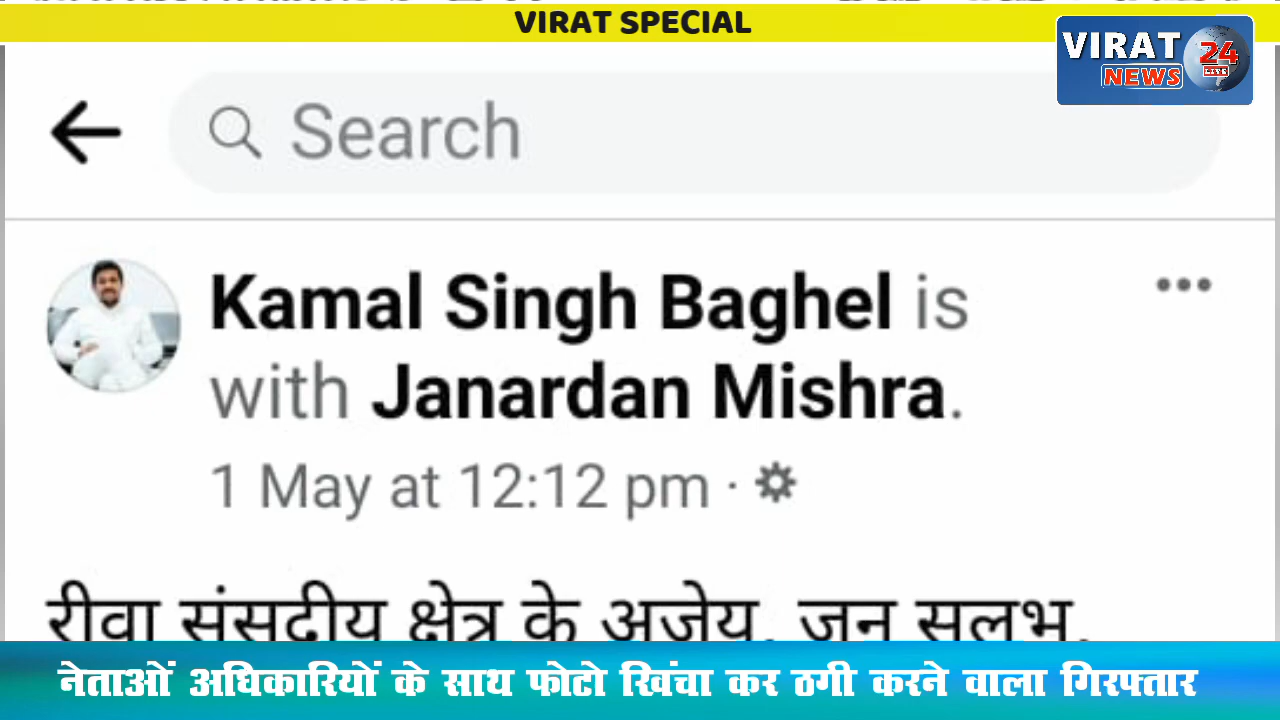 VIRAT SPECIAL
VIRAT
24
NEWS
LIVE
Search
Kamal Singh Baghel is
with Janardan Mishra.
1 May at 12:12 pm ·
रीवा संसदीय क्षेत्र के अजेय, जन सुलभ,
नेताओं अधिकारियों के साथ फोटो खिंचा कर ठगी करने वाला गिरफ्तार